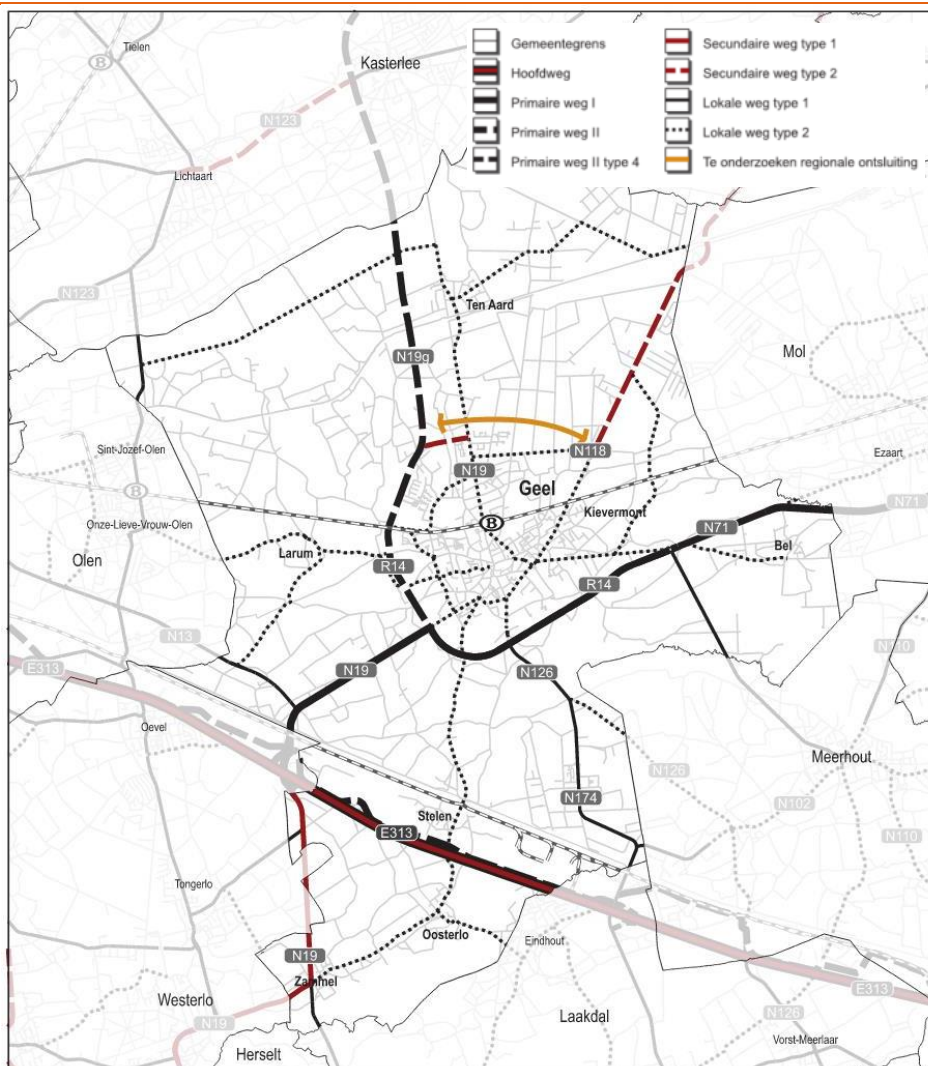 Gemeentegrens
Hoofdweg
Primaire weg I
Primaire weg II
Primaire weg II type 4
Secundaire weg type 1
Secundaire weg type 2
Lokale weg type 1
Lokale weg type 2
Te onderzoeken regionale ontsluiting
Tielen
B
Kasterlee
N123
Lichtaart
N123
Ten Aard
N19g
Mol
Sint-Jozef-Olen
N118
N19
Ezaart
B
Geel
Onze-Lieve-Vrouw-Olen
B
Kievermont
N71
N71
Olen
Larum
R14
Bel
R14
N13
N19
N126
N110
E313
Oevel
Meerhout
N126
N174
N102
Stelen
E313
N110
Tongerlo
Oosterlo
Eindhout
N19
Zammel
E313
Westerlo
Laakdal
N19
N126
Herselt
Vorst-Meerlaar